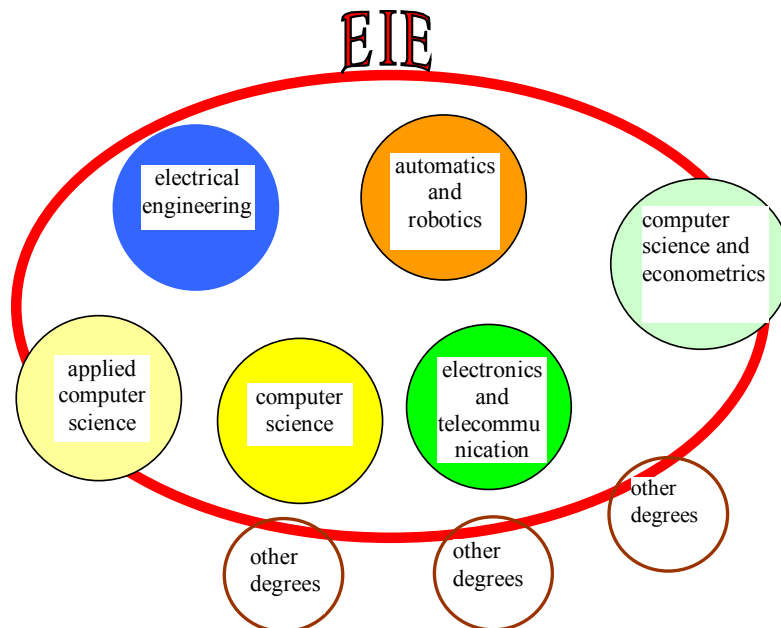 EIE
electrical
engineering
automatics
and
robotics
computer
science and
econometrics
applied
computer
science
computer
science
electronics
and
telecommu
nication
other
degrees
other
degrees
other
degrees